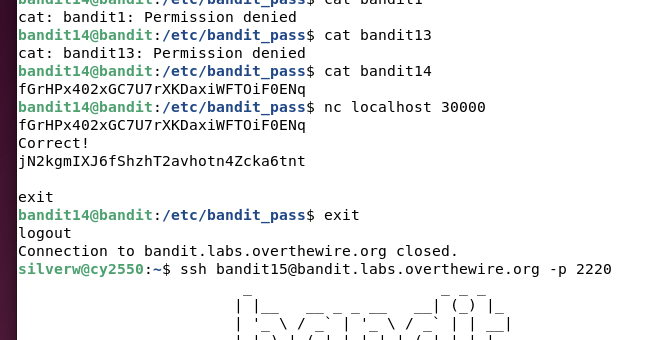 bandit14@bandit:/etc/bandit_pass$ cat bandit1
cat: bandit1: Permission denied
bandit14@bandit:/etc/bandit_pass$ cat bandit13
cat: bandit13: Permission denied
bandit14@bandit:/etc/bandit_pass$ cat bandit14
fGrHPx402xGC7U7rXKDaxiWFTOiF0ENq
bandit14@bandit:/etc/bandit_pass$ nc localhost 30000
fGrHPx402xGC7U7rXKDaxiWFTOiF0ENq
Correct!
jN2kgmIXJ6fShzhT2avhotn4Zcka6tnt
exit
bandit14@bandit:/etc/bandit_pass$ exit
logout
Connection to bandit.labs.overthewire.org closed.
silverw@cy2550:~$ ssh bandit15@bandit.labs.overthewire.org -p 2220